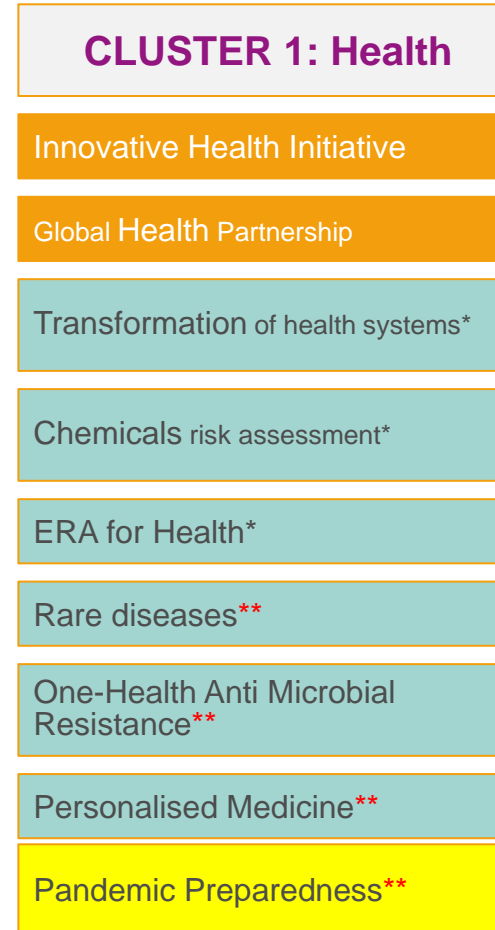 CLUSTER 1: Health
Innovative Health Initiative
Global Health Partnership
Transformation of health systems*
Chemicals risk assessment*
ERA for Health*
Rare diseases**
One-Health Anti Microbial
Resistance**
Personalised Medicine**
Pandemic Preparedness**